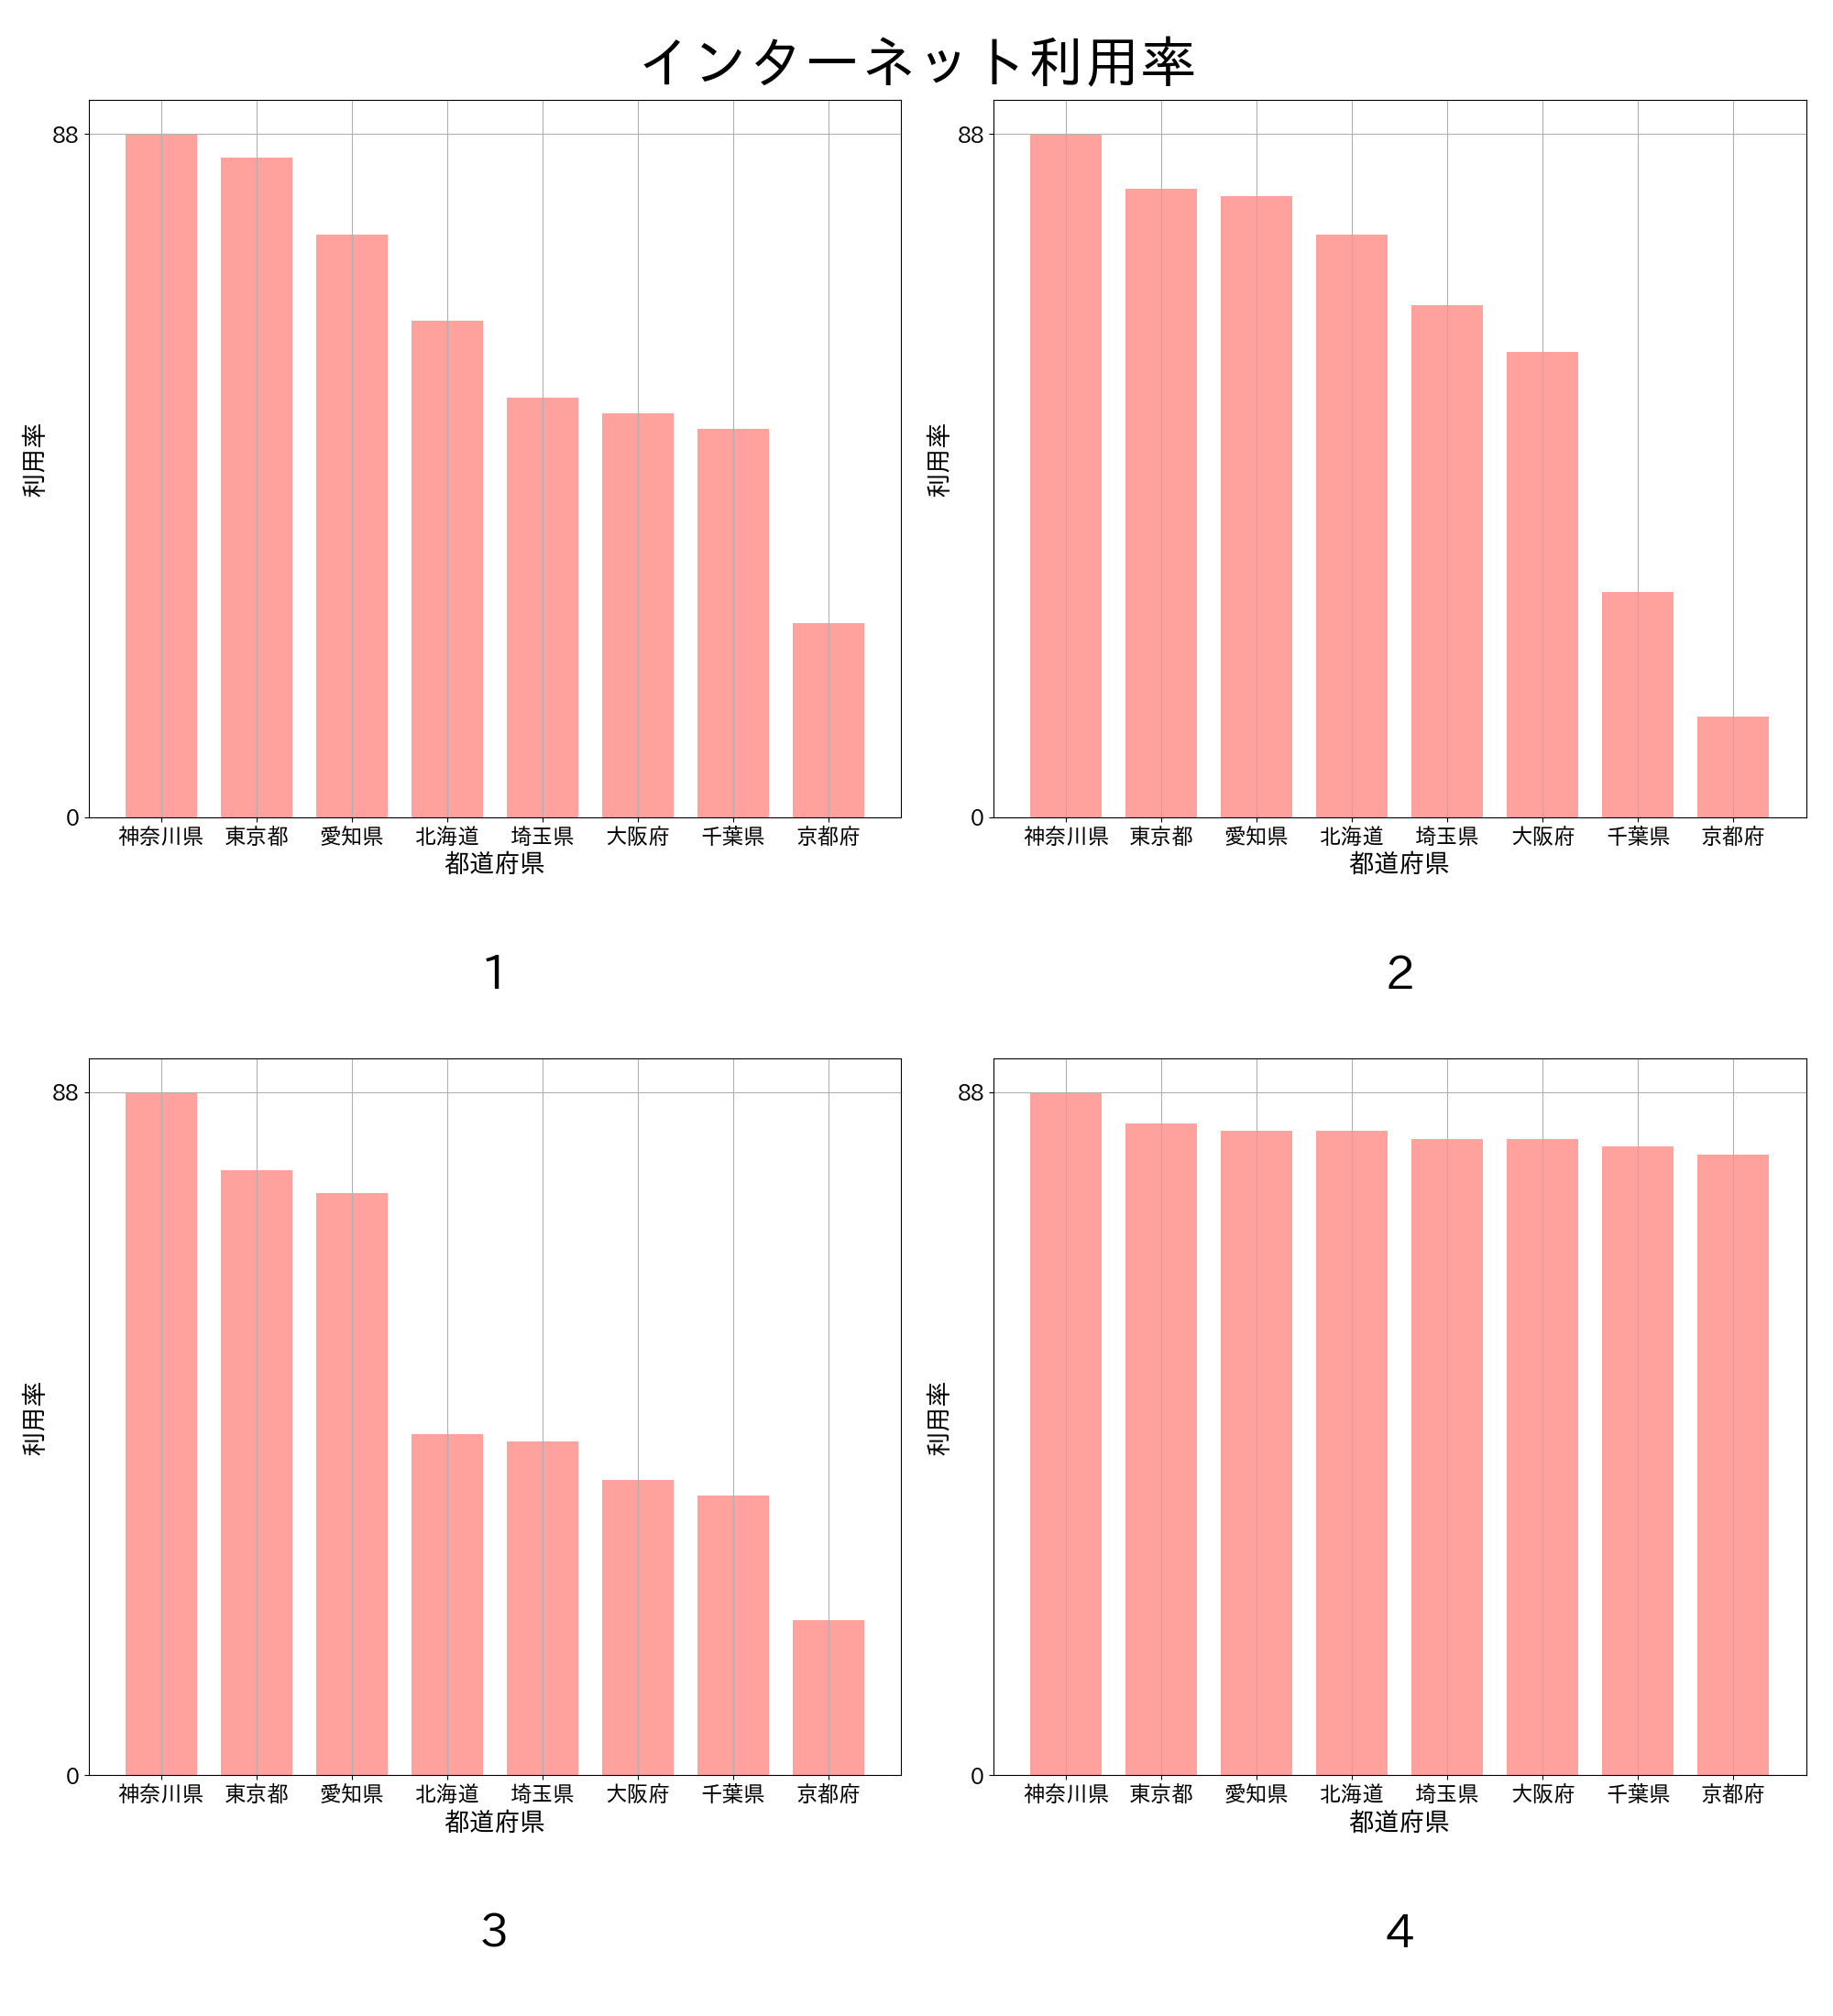 インターネット利用率
88
0
利用率
神奈川県 東京都 愛知県 北海道 埼玉県 大阪府 千葉県 京都府
都道府県
1
88
0
利用率
神奈川県 東京都 愛知県 北海道 埼玉県 大阪府 千葉県 京都府
都道府県
2
88
0
利用率
神奈川県 東京都 愛知県 北海道 埼玉県 大阪府 千葉県 京都府
都道府県
3
88
0
利用率
神奈川県 東京都 愛知県 北海道 埼玉県 大阪府 千葉県 京都府
都道府県
4